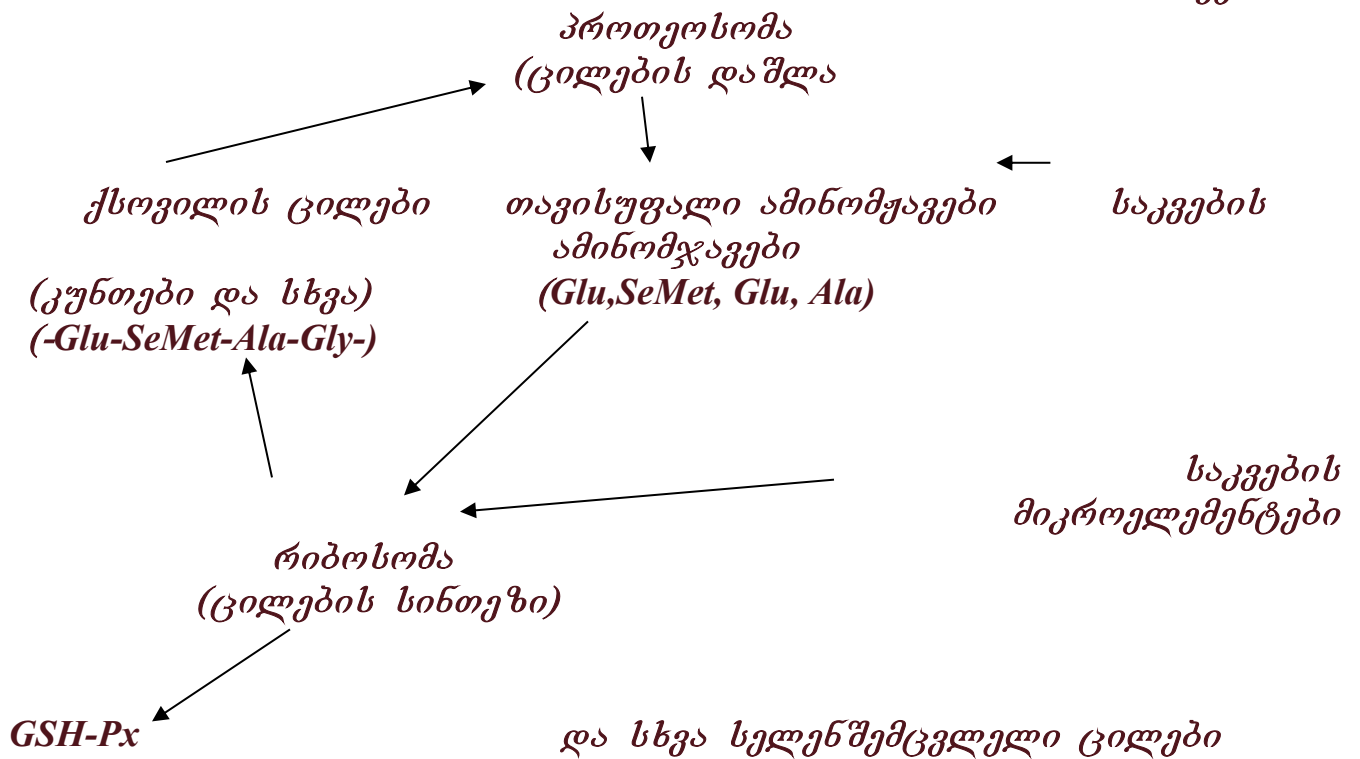 პროთეოსომა
(ცილების დაშლა
ქსოვილის ცილები თავისუფალი ამინომჟავები საკვების
ამინომჯავები
(კუნთები და სხვა) (Glu,SeMet, Glu, Ala)
(-Glu-SeMet-Ala-Gly-)
საკვების
მიკროელემენტები
რიბოსომა
(ცილების სინთეზი)
GSH-Px და სხვა სელენშემცვლელი ცილები